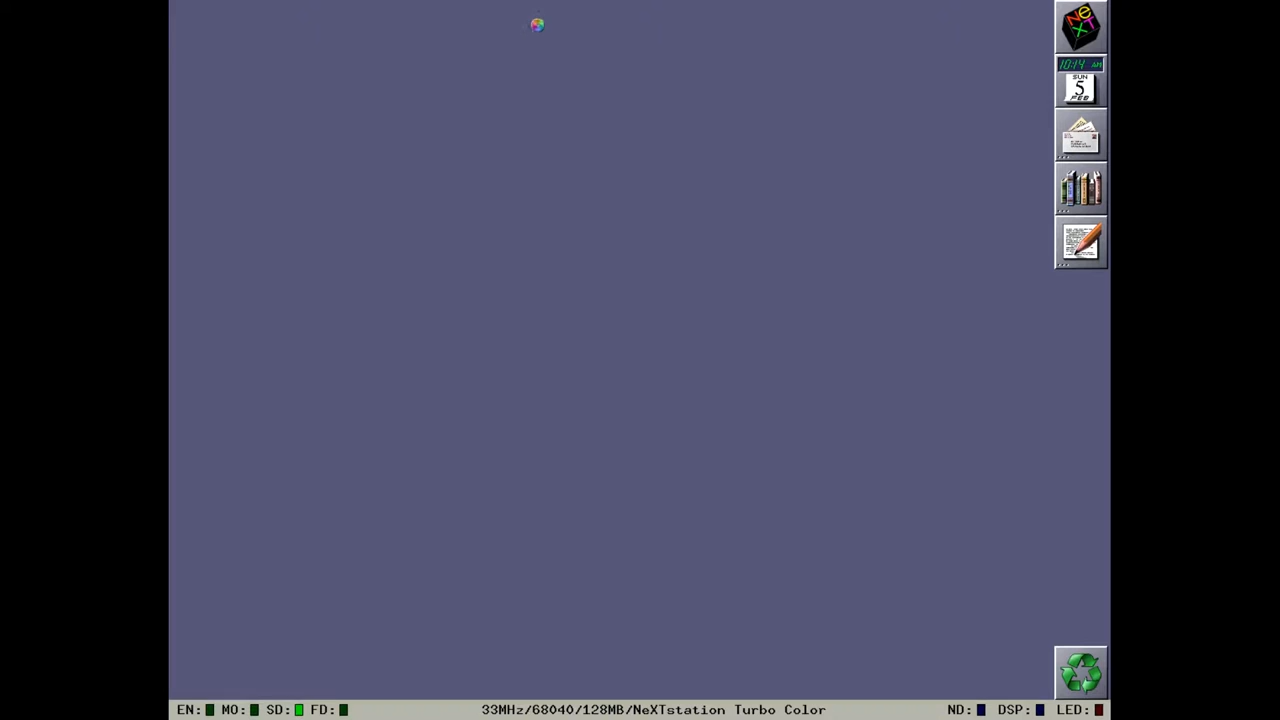 NeXT
10:14 AM
SUN
5
FEB
EN: MO: SD: FD: 33MHz/68040/128MB/NeXTstation Turbo Color ND: DSP: LED: